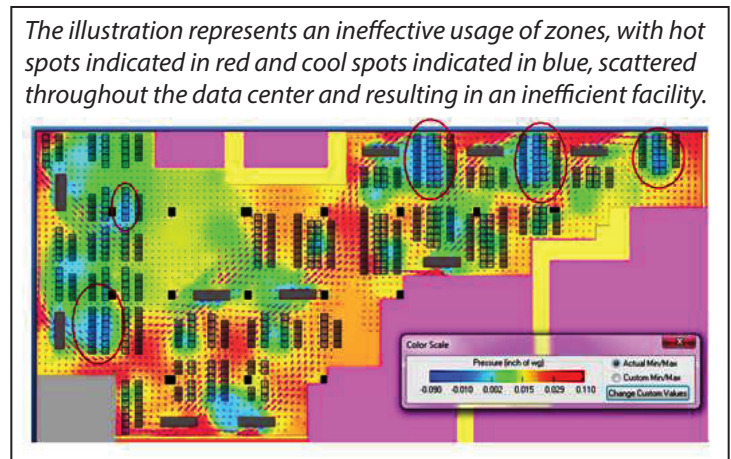 The illustration represents an ineffective usage of zones, with hot
spots indicated in red and cool spots indicated in blue, scattered
throughout the data center and resulting in an inefficient facility.
Color Scale
X
Pressure (inch of wg)
-0.090 -0.010 0.002 0.015 0.029 0.110
Actual Min/Max
Custom Min/Max
Change Custom Values